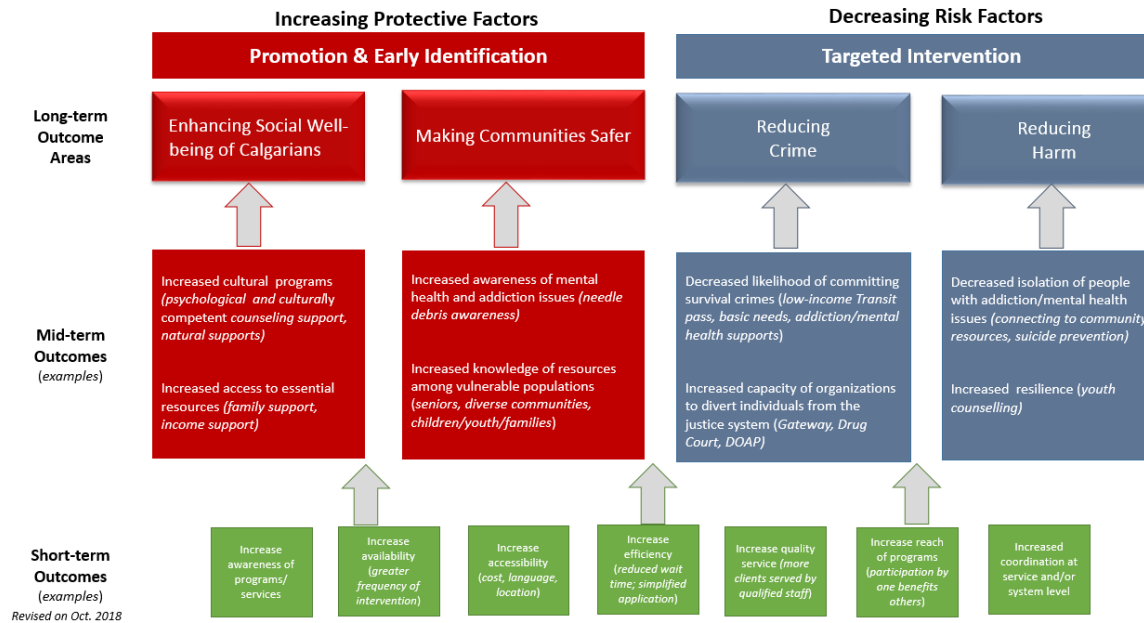 Increasing Protective Factors
Decreasing Risk Factors
Promotion & Early Identification
Targeted Intervention
Long-term
Outcome
Areas
Enhancing Social Well-
being of Calgarians
Making Communities Safer
Reducing
Crime
Reducing
Harm
Mid-term
Outcomes
(examples)
Increased cultural programs
(psychological and culturally
competent counseling support,
natural supports)
Increased access to essential
resources (family support,
income support)
Increased awareness of mental
health and addiction issues (needle
debris awareness)
Increased knowledge of resources
among vulnerable populations
(seniors, diverse communities,
children/youth/families)
Decreased likelihood of committing
survival crimes (low-income Transit
pass, basic needs, addiction/mental
health supports)
Increased capacity of organizations
to divert individuals from the
justice system (Gateway, Drug
Court, DOAP)
Decreased isolation of people
with addiction/mental health
issues (connecting to community
resources, suicide prevention)
Increased resilience (youth
counselling)
Short-term
Outcomes
(examples)
Revised on Oct. 2018
Increase
awareness of
programs/
services
Increase
availability
(greater
frequency of
intervention)
Increase
accessibility
(cost, language,
location)
Increase
efficiency
(reduced wait
time; simplified
application)
Increase quality
service (more
clients served by
qualified staff)
Increase reach
of programs
(participation by
one benefits
others)
Increased
coordination at
service and/or
system level